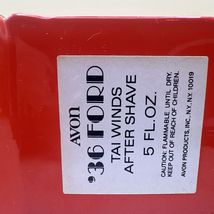 AVON
'36 FORD
TAI WINDS
AFTER SHAVE
5 FL. OZ.
CAUTION: FLAMMABLE, UNTIL DRY.
KEEP OUT OF REACH OF CHILDREN.
AVON PRODUCTS, INC., N.Y., N.Y. 10019